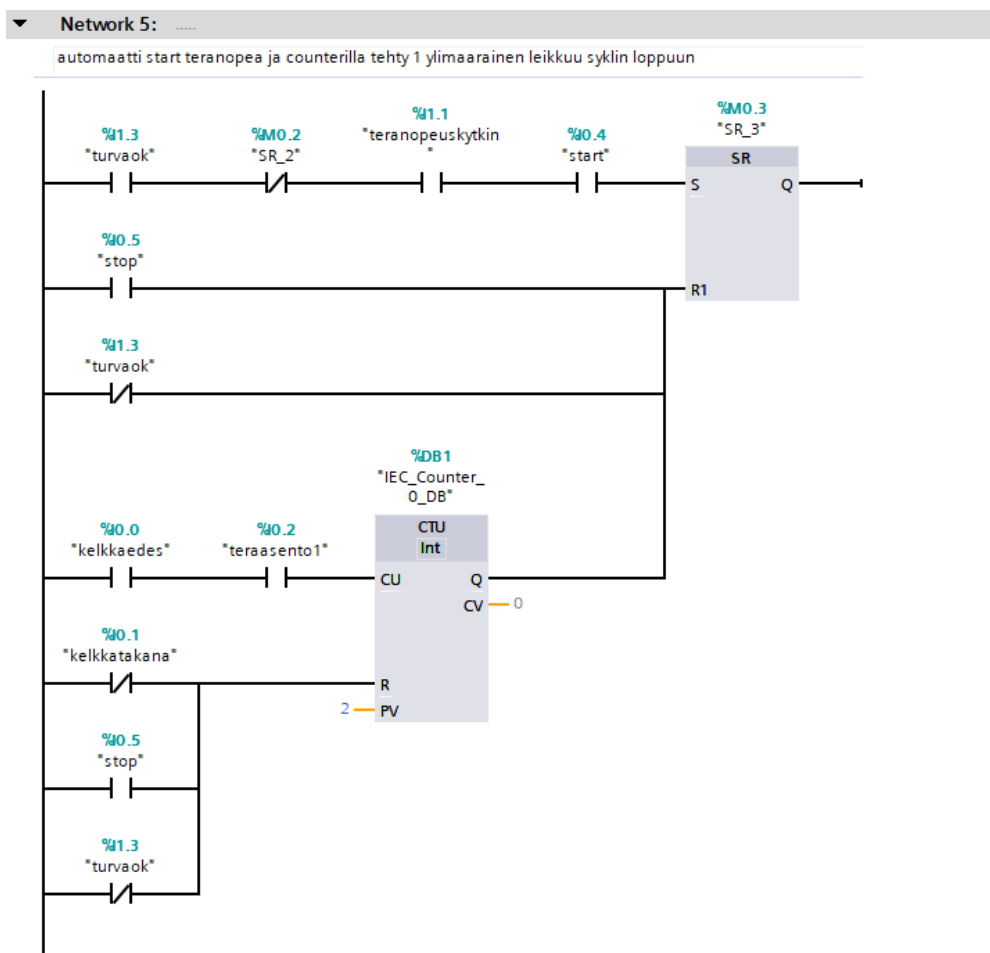 Network 5: .....
automaatti start teranopea ja counterilla tehty 1 ylimaarainen leikkuu syklin loppuun
%I1.3
"turvaok"
%M0.2
"SR_2"
%I1.1
"teranopeuskytkin
"
%I0.4
"start"
%M0.3
"SR_3"
SR
S
Q
%I0.5
"stop"
R1
%I1.3
"turvaok"
%DB1
"IEC_Counter_
0_DB"
CTU
Int
%I0.0
"kelkkaedes"
%I0.2
"teraasento1"
CU
Q
CV
0
%I0.1
"kelkkatakana"
R
2
PV
%I0.5
"stop"
%I1.3
"turvaok"